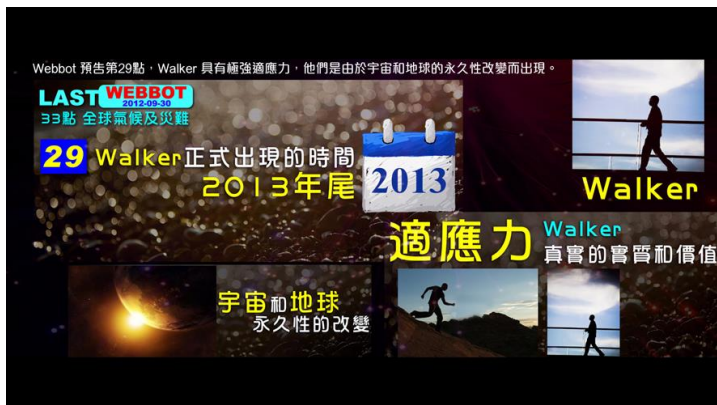 Webbot 預告第29點，Walker 具有極強適應力，他們是由於宇宙和地球的永久性改變而出現。
LAST WEBBOT
2012-09-30
33點 全球氣候及災難
29 Walker正式出現的時間
2013年尾
2013
Walker
適應力 Walker
真實的實質和價值
宇宙和地球
永久性的改變